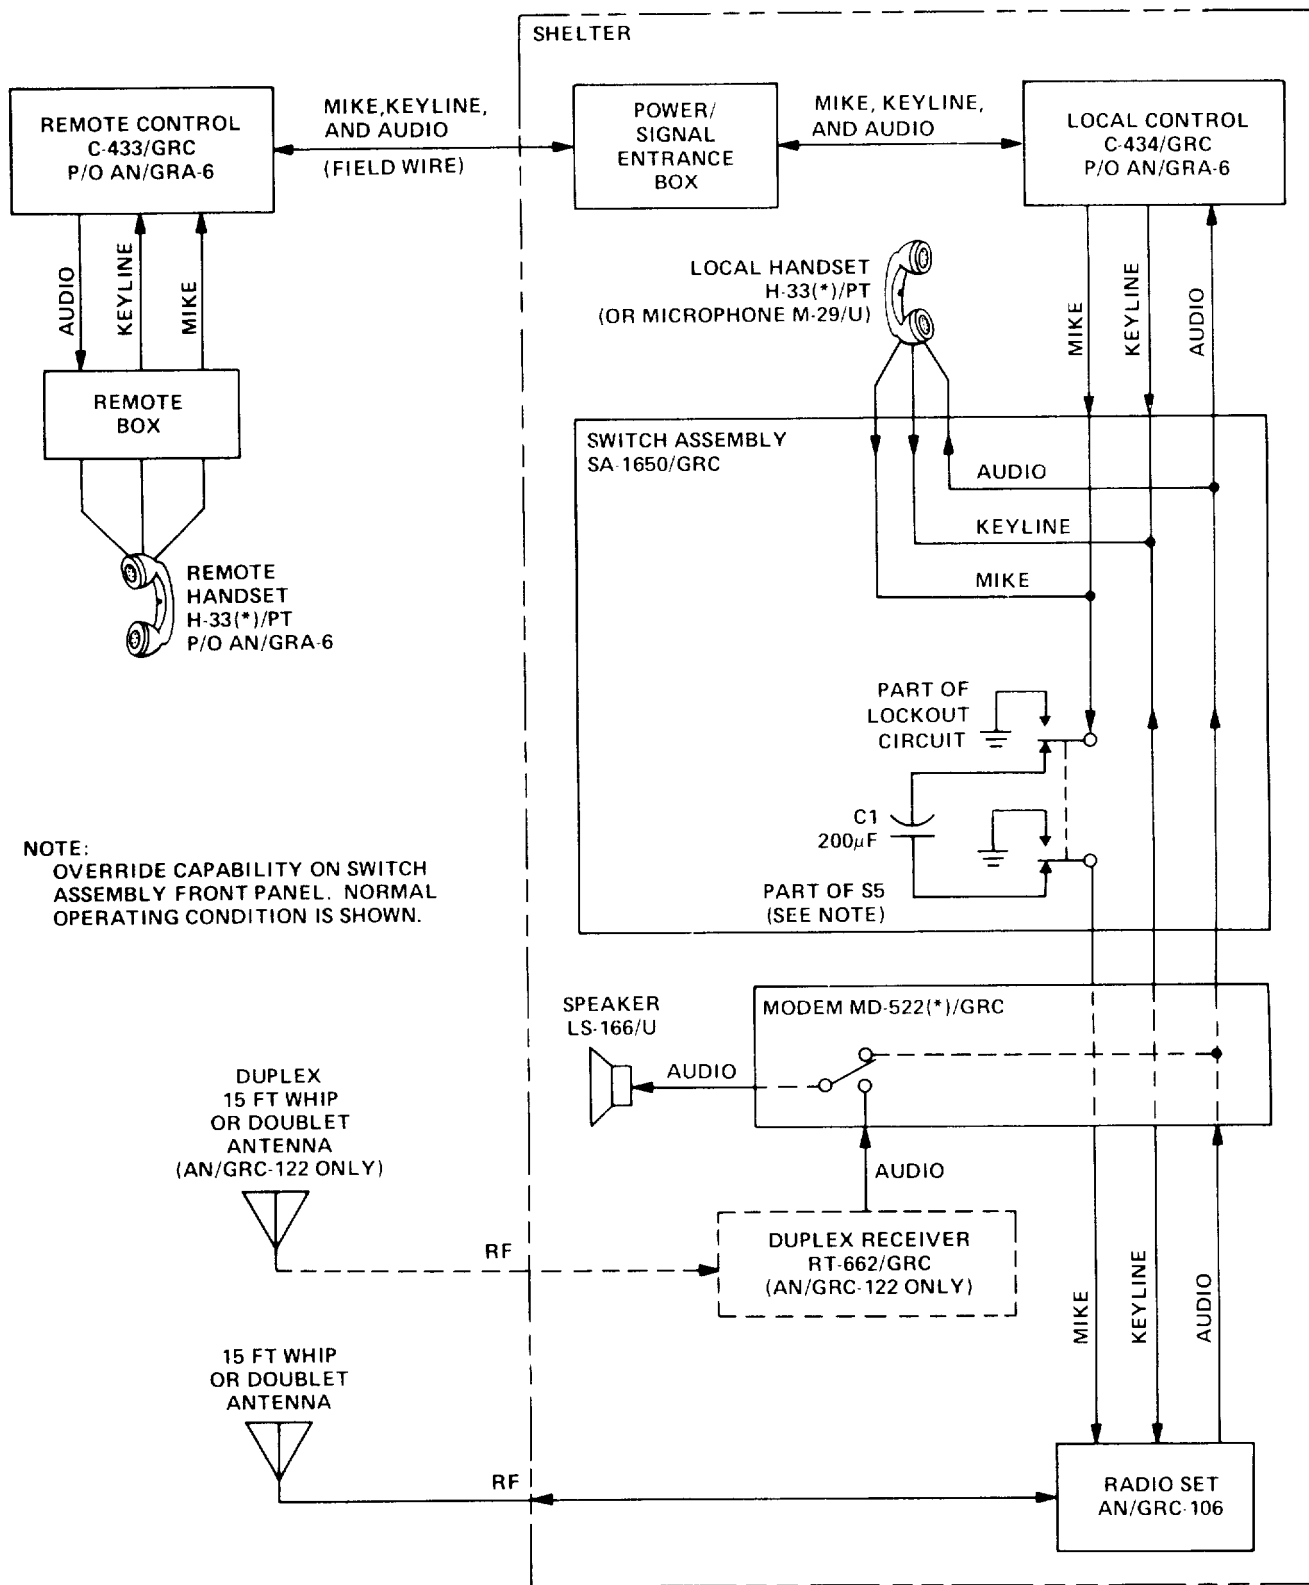 SHELTER
REMOTE CONTROL
C-433/GRC
P/O AN/GRA-6
MIKE,KEYLINE,
AND AUDIO
(FIELD WIRE)
POWER/
SIGNAL
ENTRANCE
BOX
MIKE, KEYLINE,
AND AUDIO
LOCAL CONTROL
C-434/GRC
P/O AN/GRA-6
AUDIO
KEYLINE
MIKE
LOCAL HANDSET
H-33(*)/PT
(OR MICROPHONE M-29/U)
MIKE
KEYLINE
AUDIO
REMOTE
BOX
SWITCH ASSEMBLY
SA-1650/GRC
AUDIO
KEYLINE
MIKE
REMOTE
HANDSET
H-33(*)/PT
P/O AN/GRA-6
PART OF
LOCKOUT
CIRCUIT
C1
200µF
PART OF S5
(SEE NOTE)
NOTE:
OVERRIDE CAPABILITY ON SWITCH
ASSEMBLY FRONT PANEL. NORMAL
OPERATING CONDITION IS SHOWN.
SPEAKER
LS-166/U
MODEM MD-522(*)/GRC
AUDIO
DUPLEX
15 FT WHIP
OR DOUBLET
ANTENNA
(AN/GRC-122 ONLY)
AUDIO
RF
DUPLEX RECEIVER
RT-662/GRC
(AN/GRC-122 ONLY)
MIKE
KEYLINE
AUDIO
15 FT WHIP
OR DOUBLET
ANTENNA
RF
RADIO SET
AN/GRC-106